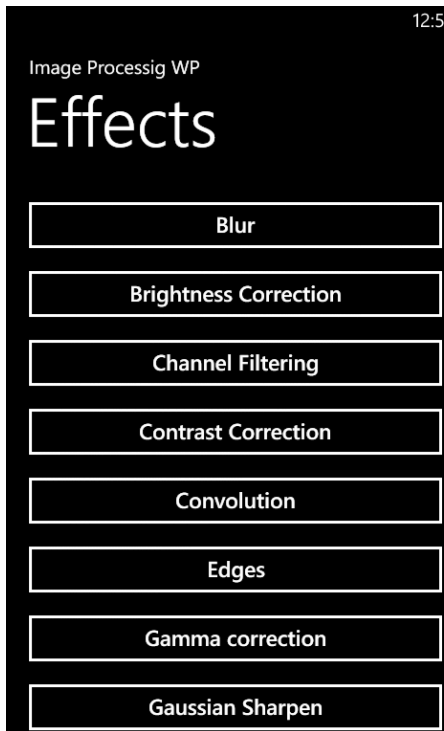 12:5
Image Processig WP
Effects
Blur
Brightness Correction
Channel Filtering
Contrast Correction
Convolution
Edges
Gamma correction
Gaussian Sharpen